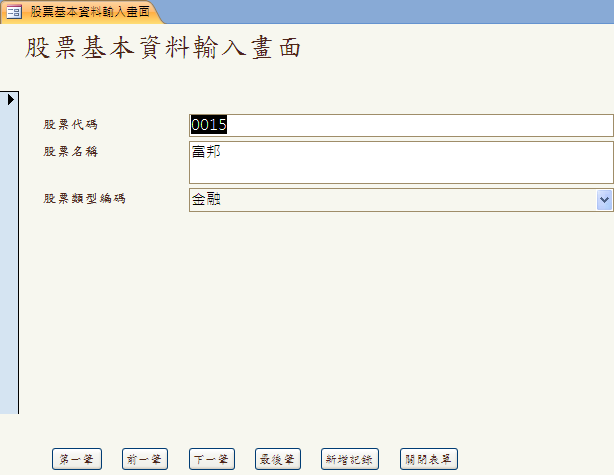 股票基本資料輸入畫面
股票基本資料輸入畫面
股票代碼 0015
股票名稱 富邦
股票類型編碼 金融
第一筆 前一筆 下一筆 最後筆 新增記錄 關閉表單